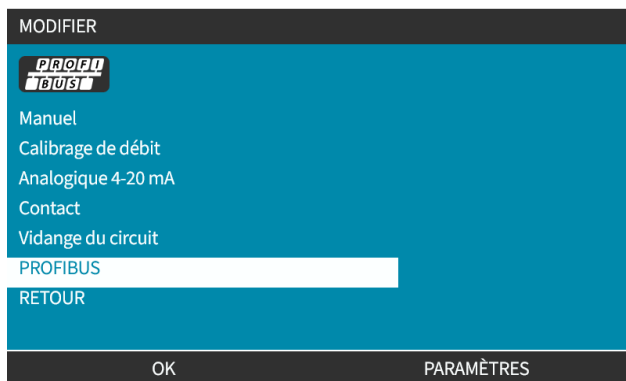 MODIFIER
PROFI
BUS
Manuel
Calibrage de débit
Analogique 4-20 mA
Contact
Vidange du circuit
PROFIBUS
RETOUR
OK PARAMÈTRES